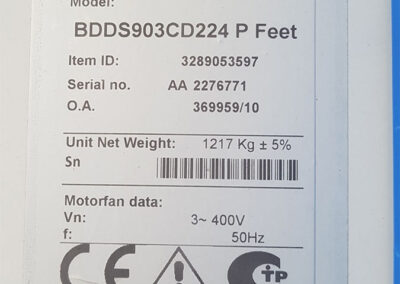 Model:
BDDS903CD224 P Feet
Item ID: 3289053597
Serial no. AA 2276771
O.A. 369959/10
Unit Net Weight: 1217 Kg ± 5%
Sn
Motorfan data:
Vn: 3~ 400V
f: 50Hz
CE